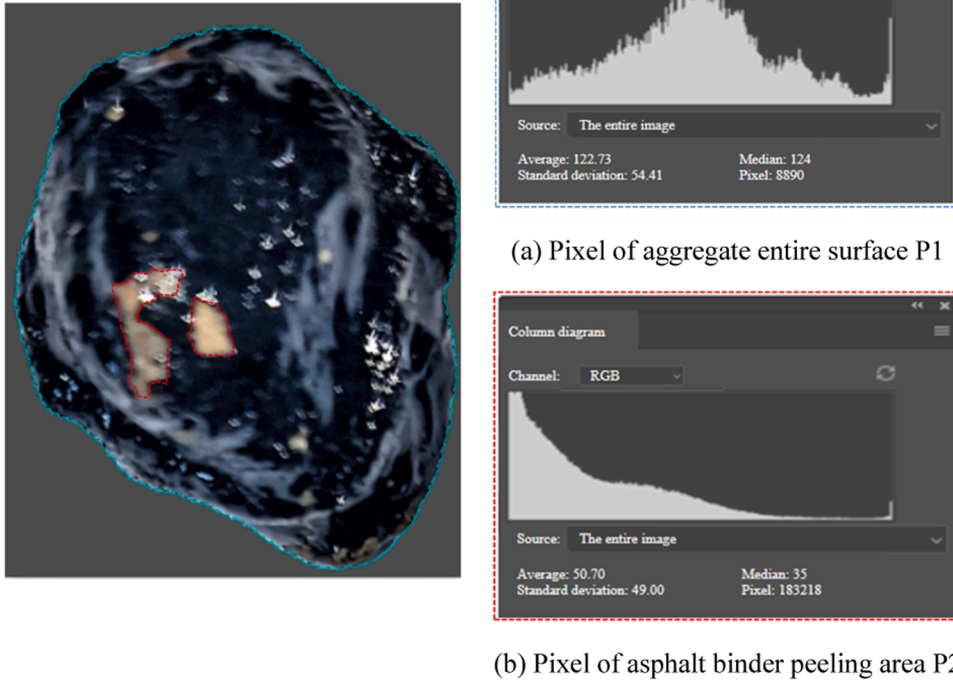 Source: The entire image
Average: 122.73 Median: 124
Standard deviation: 54.41 Pixel: 8890
(a) Pixel of aggregate entire surface P1
Column diagram
Channel: RGB
Source: The entire image
Average: 50.70 Median: 35
Standard deviation: 49.00 Pixel: 183218
(b) Pixel of asphalt binder peeling area P2